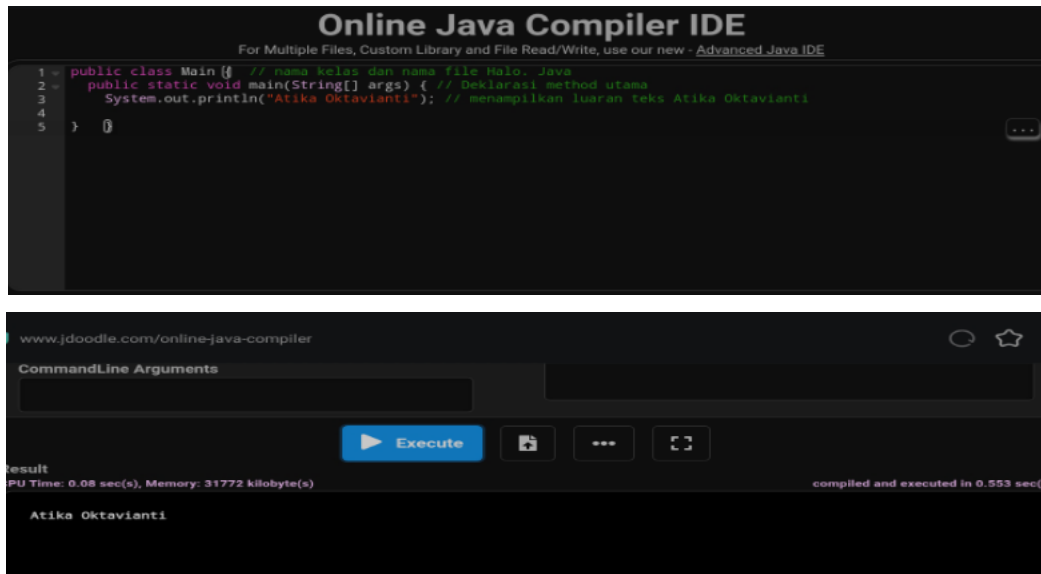 Online Java Compiler IDE
For Multiple Files, Custom Library and File Read/Write, use our new - Advanced Java IDE
1 public class Main { // nama kelas dan nama file Halo. Java
2 public static void main(String[] args) { // Deklarasi method utama
3 System.out.println("Atika Oktavianti"); // menampilkan luaran teks Atika Oktavianti
4
5 } }
...
www.jdoodle.com/online-java-compiler
CommandLine Arguments
Execute
Result
CPU Time: 0.08 sec(s), Memory: 31772 kilobyte(s)
compiled and executed in 0.553 sec(
Atika Oktavianti